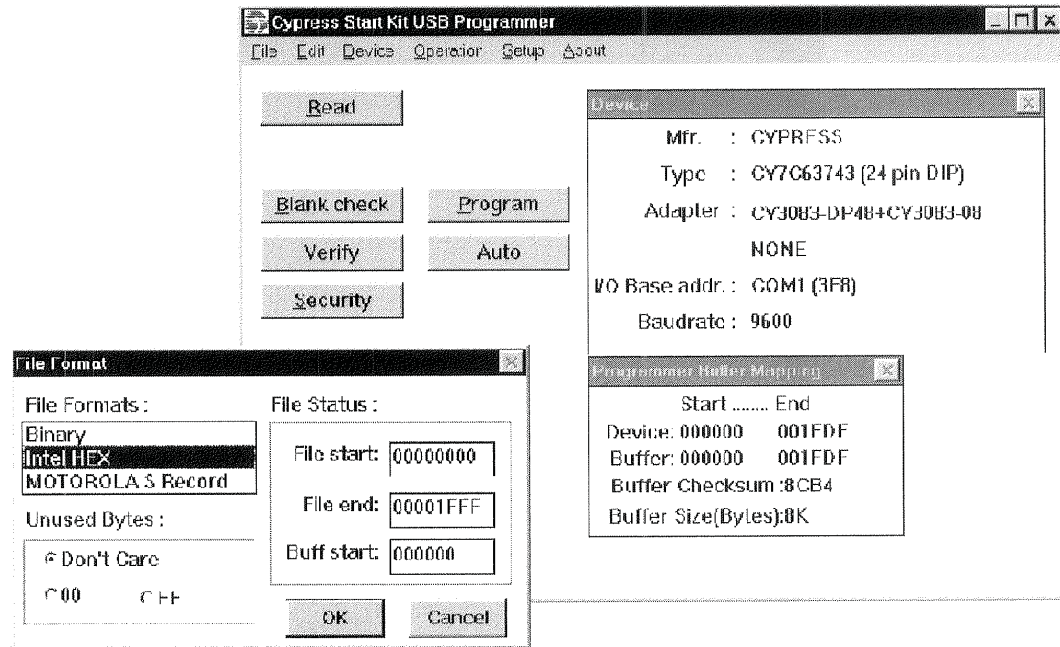 Cypress Start Kit USB Programmer
File Edit Device Operation Setup About
Read
Blank check
Program
Verify
Auto
Security
Device
Mfr. : CYPRESS
Type : CY7C63743 (24 pin DIP)
Adapter : CY3083-DP48+CY3083-08
NONE
I/O Base addr. : COM1 (3F8)
Baudrate : 9600
Programmer Buffer Mapping
Start ........ End
Device: 000000 001FDF
Buffer: 000000 001FDF
Buffer Checksum :8CB4
Buffer Size(Bytes):8K
File Format
File Formats :
Binary
Intel HEX
MOTOROLA S Record
Unused Bytes :
Don't Care
00 FF
File Status :
File start: 00000000
File end: 00001FFF
Buff start: 000000
OK Cancel